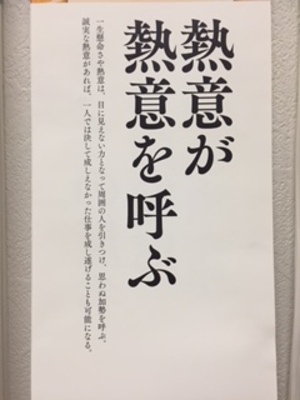 熱意が
熱意を呼ぶ
一生懸命さや熱意は、目に見えない力となって周囲の人を引きつけ、思わぬ加勢を呼ぶ。
誠実な熱意があれば、一人では決して成しえなかった仕事を成し遂げることも可能になる。